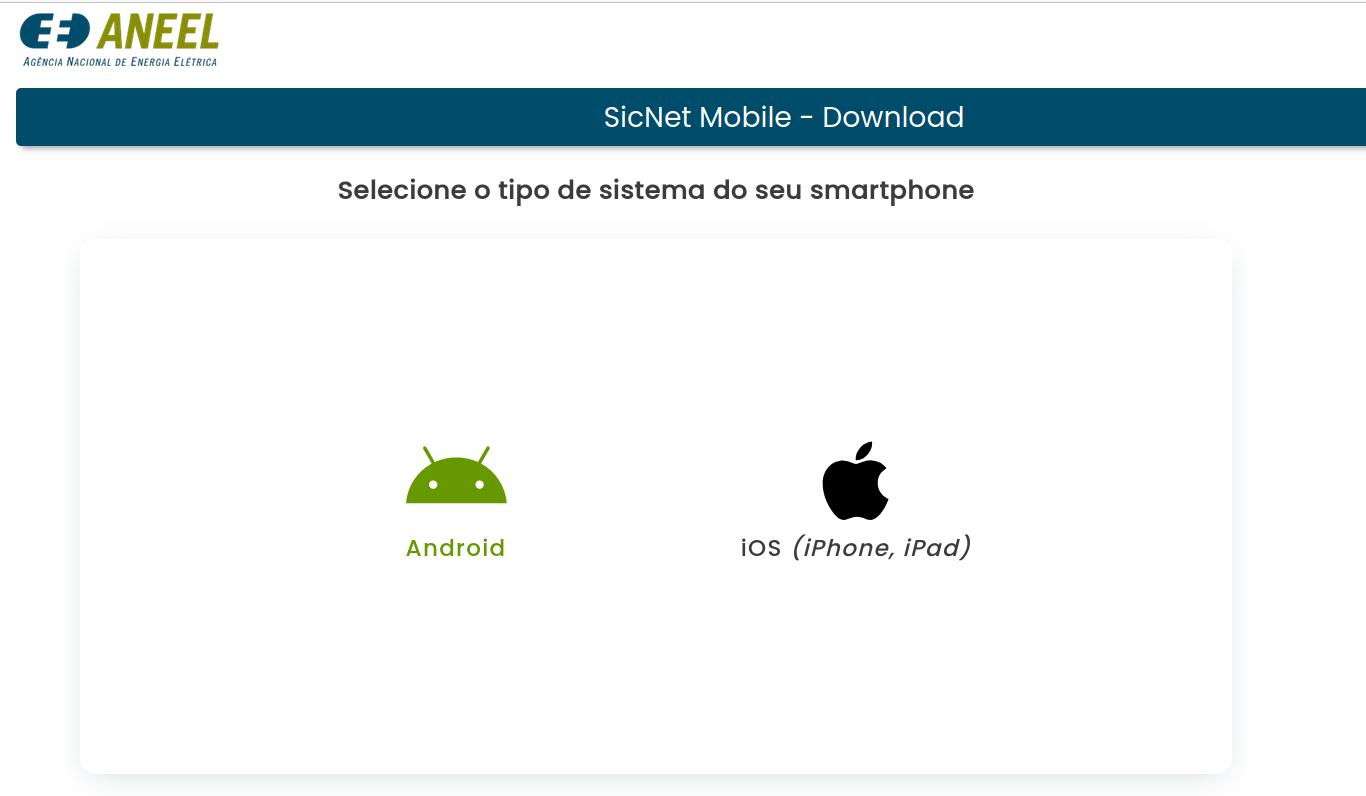 ANEEL
AGÊNCIA NACIONAL DE ENERGIA ELÉTRICA
SicNet Mobile - Download
Selecione o tipo de sistema do seu smartphone
Android
iOS (iPhone, iPad)